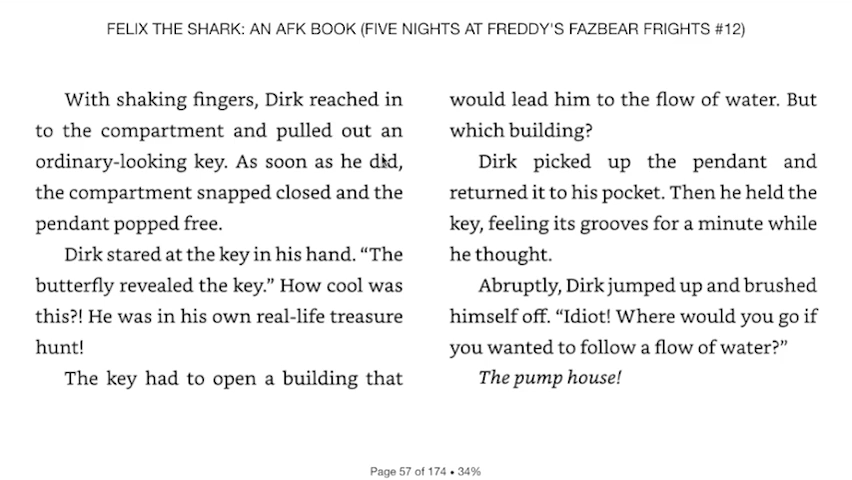 FELIX THE SHARK: AN AFK BOOK (FIVE NIGHTS AT FREDDY'S FAZBEAR FRIGHTS #12)
With shaking fingers, Dirk reached in
to the compartment and pulled out an
ordinary-looking key. As soon as he did,
the compartment snapped closed and the
pendant popped free.
Dirk stared at the key in his hand. “The
butterfly revealed the key.” How cool was
this?! He was in his own real-life treasure
hunt!
The key had to open a building that
would lead him to the flow of water. But
which building?
Dirk picked up the pendant and
returned it to his pocket. Then he held the
key, feeling its grooves for a minute while
he thought.
Abruptly, Dirk jumped up and brushed
himself off. “Idiot! Where would you go if
you wanted to follow a flow of water?”
The pump house!
Page 57 of 174 • 34%